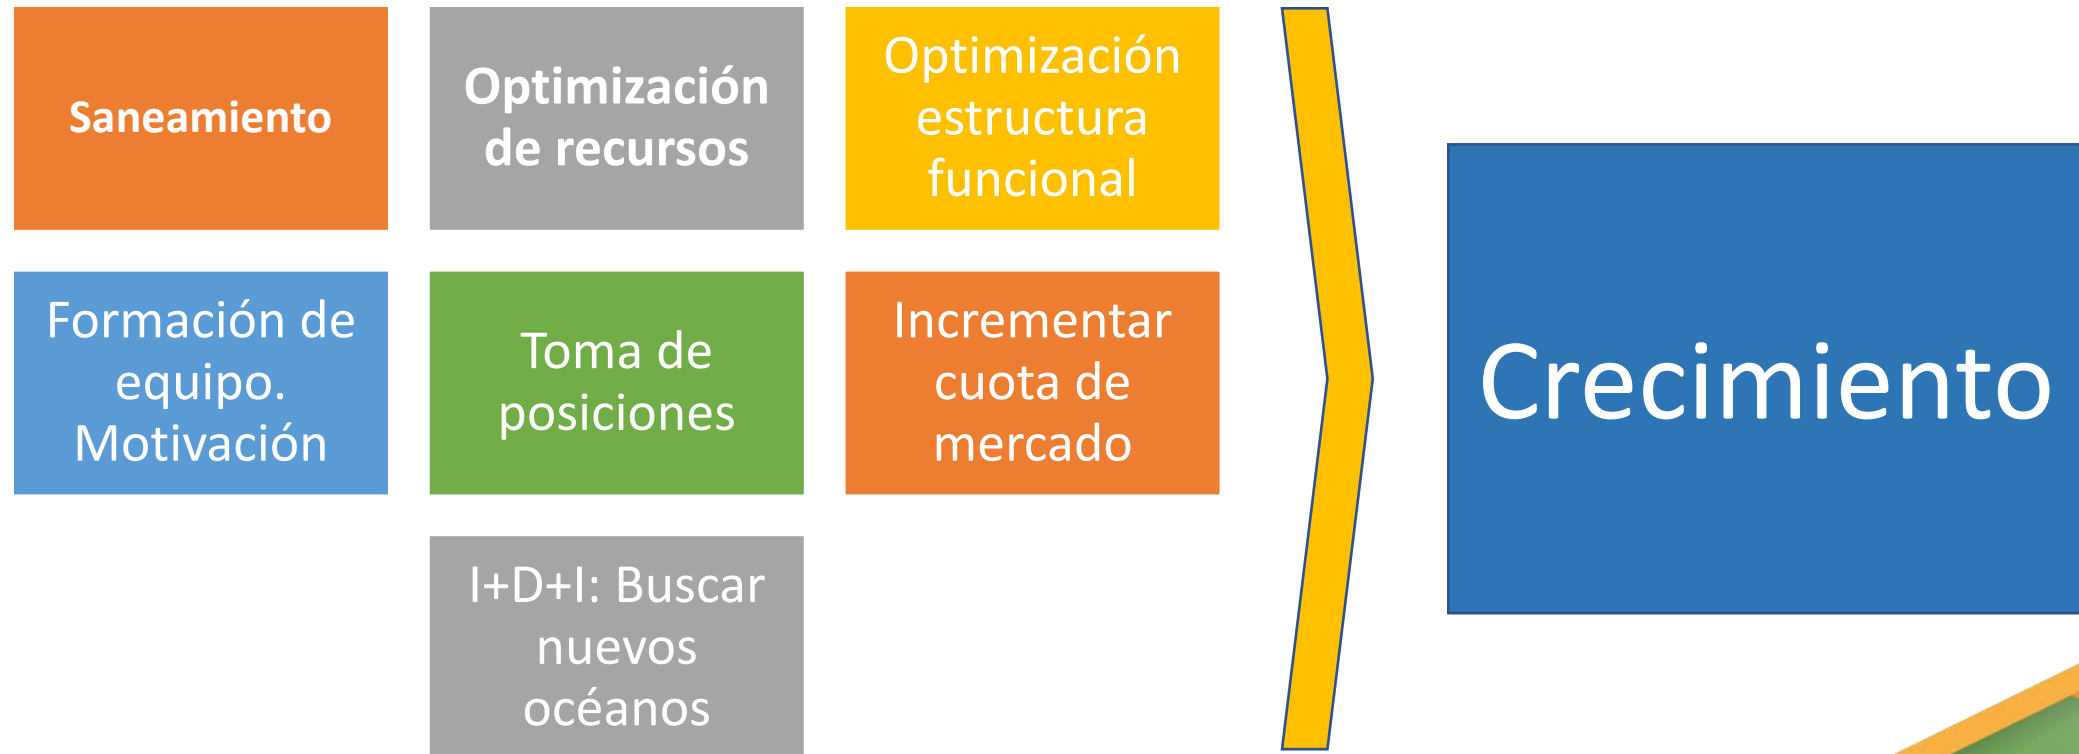 Saneamiento
Optimización
de recursos
Optimización
estructura
funcional
Formación de
equipo.
Motivación
Toma de
posiciones
Incrementar
cuota de
mercado
I+D+I: Buscar
nuevos
océanos
Crecimiento